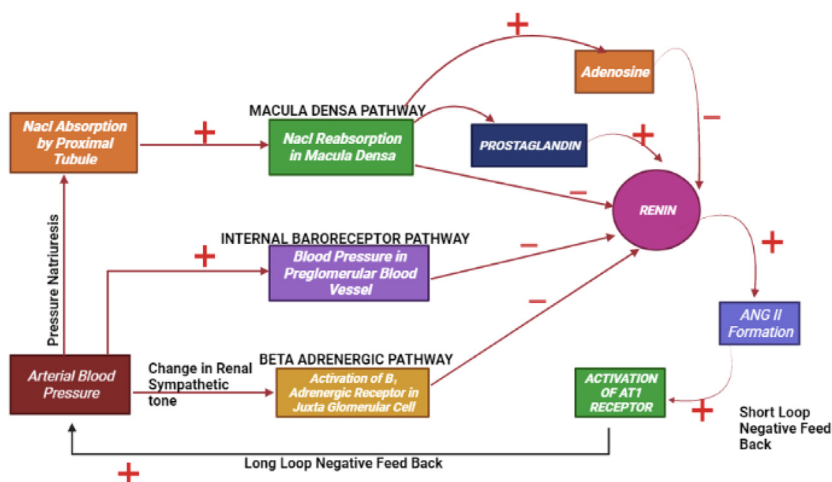 +
Adenosine
MACULA DENSA PATHWAY
Nacl Absorption
by Proximal
Tubule
+
Nacl Reabsorption
in Macula Densa
PROSTAGLANDIN
+
−
−
RENIN
Pressure Natriuresis
INTERNAL BARORECEPTOR PATHWAY
+
Blood Pressure in
Preglomerular Blood
Vessel
−
+
−
ANG II
Formation
BETA ADRENERGIC PATHWAY
Arterial Blood
Pressure
Change in Renal
Sympathetic
tone
Activation of B,
Adrenergic Receptor in
Juxta Glomerular Cell
ACTIVATION
OF AT1
RECEPTOR
+
Short Loop
Negative Feed
Back
Long Loop Negative Feed Back
+